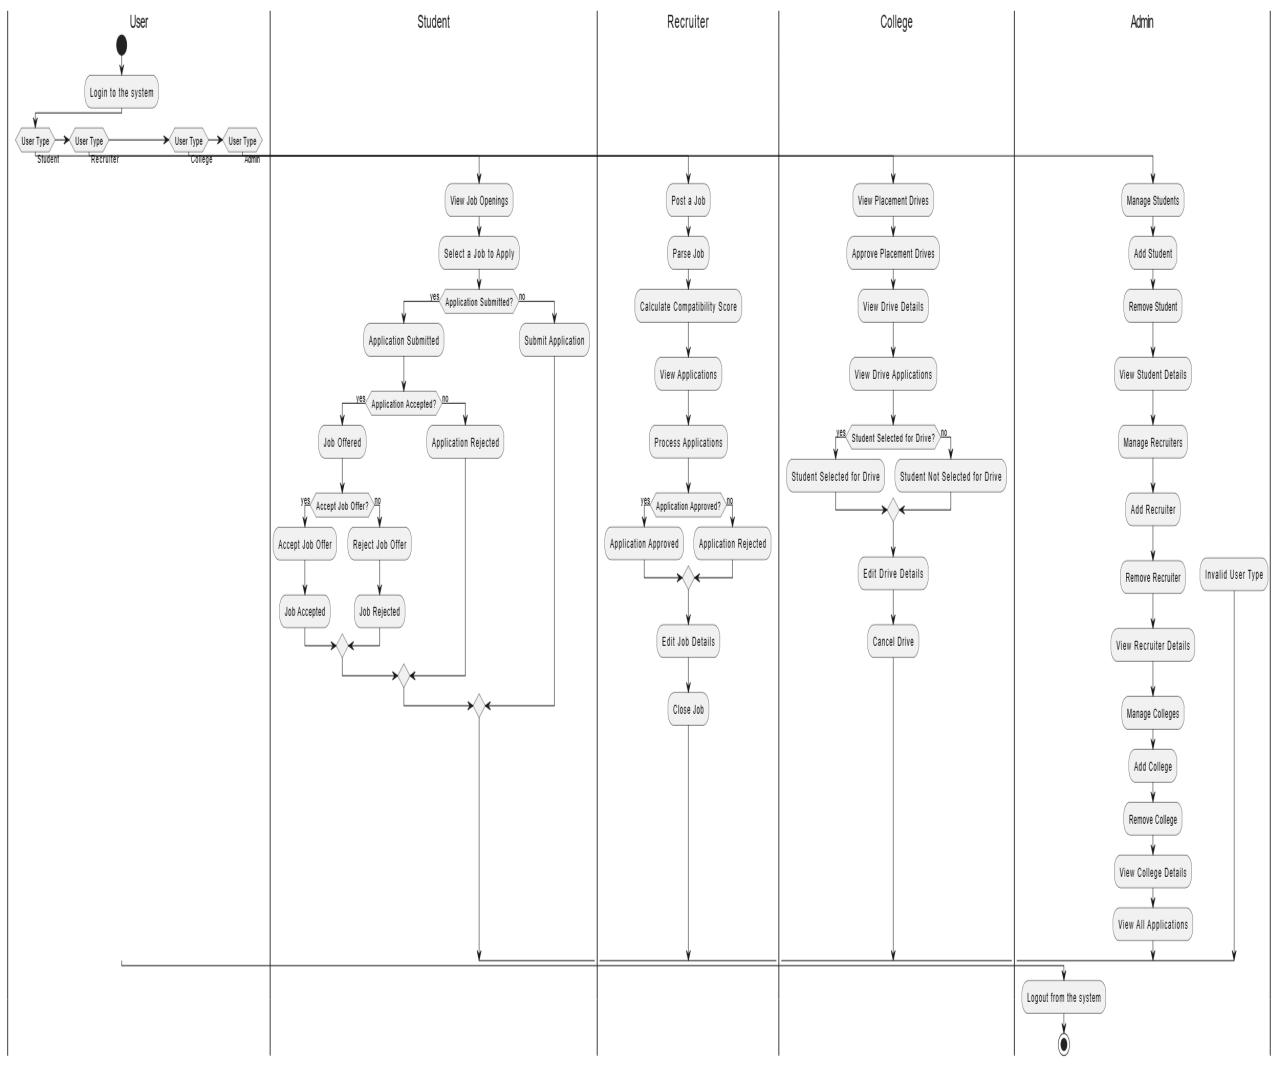 User
Student
Recruiter
College
Admin
Login to the system
User Type
User Type
User Type
User Type
Student
Recruiter
College
Admin
View Job Openings
Select a Job to Apply
Application Submitted?
yes
no
Application Submitted
Submit Application
Application Accepted?
yes
no
Job Offered
Application Rejected
Accept Job Offer?
yes
no
Accept Job Offer
Reject Job Offer
Job Accepted
Job Rejected
Post a Job
Parse Job
Calculate Compatibility Score
View Applications
Process Applications
Application Approved?
yes
no
Application Approved
Application Rejected
Edit Job Details
Close Job
View Placement Drives
Approve Placement Drives
View Drive Details
View Drive Applications
Student Selected for Drive?
yes
no
Student Selected for Drive
Student Not Selected for Drive
Edit Drive Details
Cancel Drive
Manage Students
Add Student
Remove Student
View Student Details
Manage Recruiters
Add Recruiter
Remove Recruiter
Invalid User Type
View Recruiter Details
Manage Colleges
Add College
Remove College
View College Details
View All Applications
Logout from the system